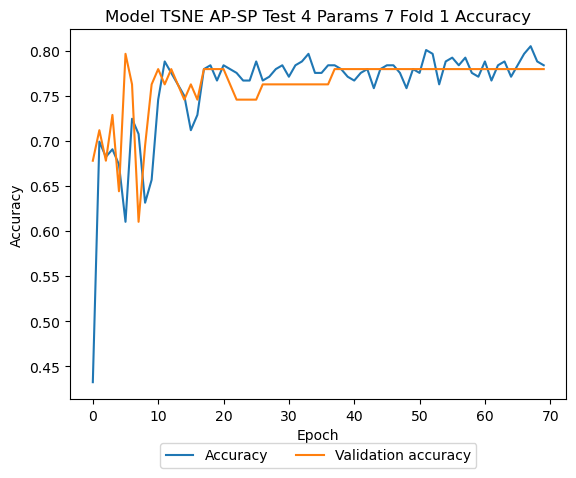 Model TSNE AP-SP Test 4 Params 7 Fold 1 Accuracy
0.80
0.75
0.70
0.65
0.60
0.55
0.50
0.45
Accuracy
0 10 20 30 40 50 60 70
Epoch
Accuracy Validation accuracy